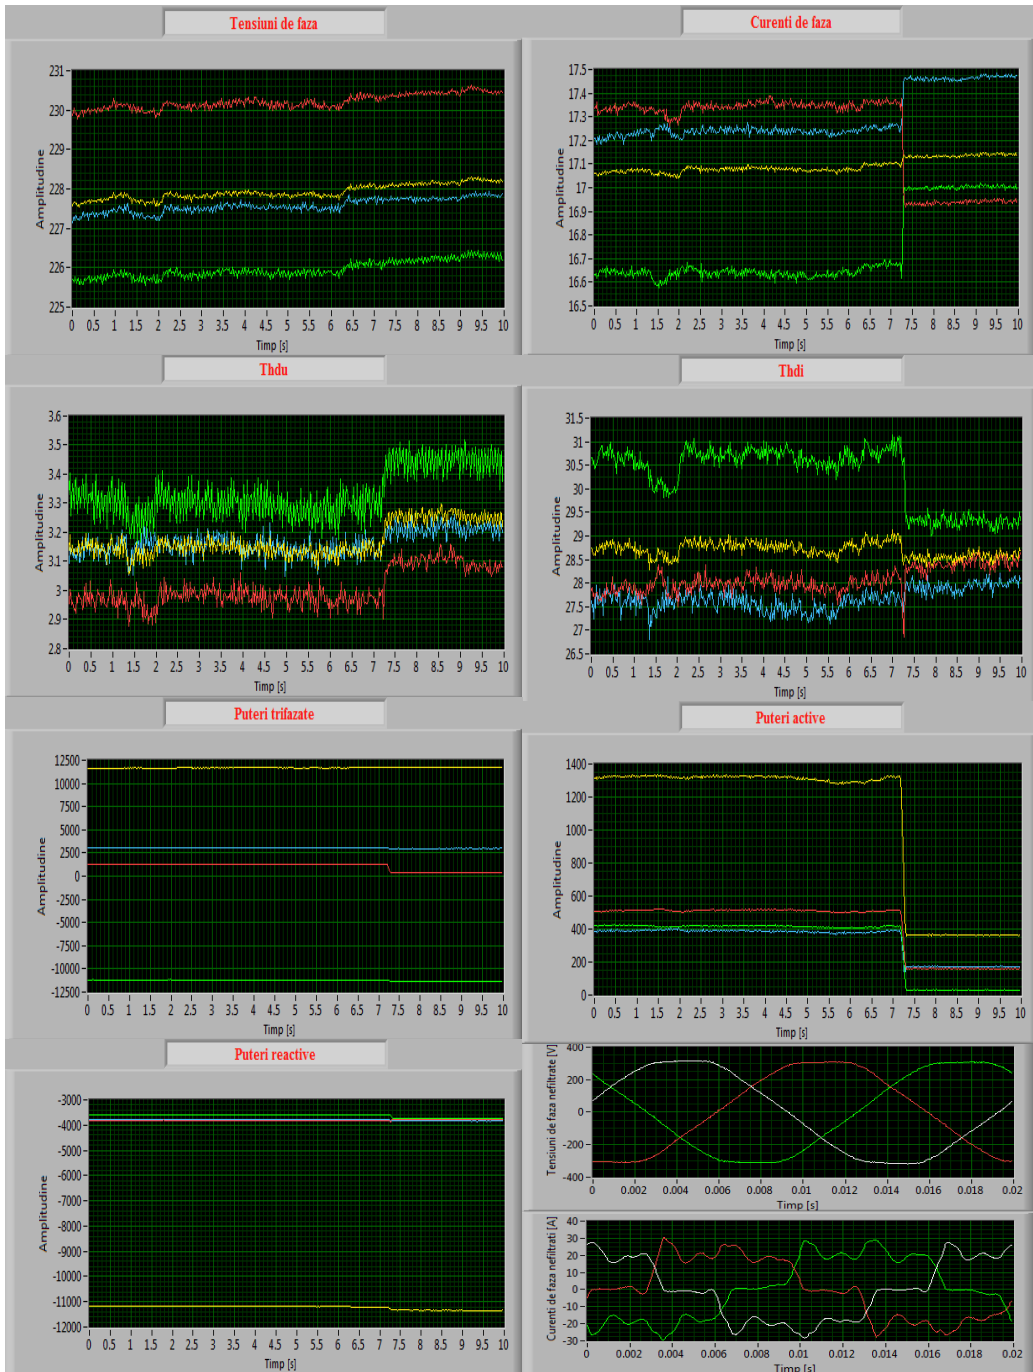 Tensiuni de faza
Amplitudine
231
230
229
228
227
226
225
0 0.5 1 1.5 2 2.5 3 3.5 4 4.5 5 5.5 6 6.5 7 7.5 8 8.5 9 9.5 10
Timp [s]
Curenti de faza
Amplitudine
17.5
17.4
17.3
17.2
17.1
17
16.9
16.8
16.7
16.6
16.5
0 0.5 1 1.5 2 2.5 3 3.5 4 4.5 5 5.5 6 6.5 7 7.5 8 8.5 9 9.5 10
Timp [s]
Thdu
Amplitudine
3.6
3.5
3.4
3.3
3.2
3.1
3
2.9
2.8
0 0.5 1 1.5 2 2.5 3 3.5 4 4.5 5 5.5 6 6.5 7 7.5 8 8.5 9 9.5 10
Timp [s]
Thdi
Amplitudine
31.5
31
30.5
30
29.5
29
28.5
28
27.5
27
26.5
0 0.5 1 1.5 2 2.5 3 3.5 4 4.5 5 5.5 6 6.5 7 7.5 8 8.5 9 9.5 10
Timp [s]
Puteri trifazate
Amplitudine
12500
10000
7500
5000
2500
0
-2500
-5000
-7500
-10000
-12500
0 0.5 1 1.5 2 2.5 3 3.5 4 4.5 5 5.5 6 6.5 7 7.5 8 8.5 9 9.5 10
Timp [s]
Puteri active
Amplitudine
1400
1200
1000
800
600
400
200
0
0 0.5 1 1.5 2 2.5 3 3.5 4 4.5 5 5.5 6 6.5 7 7.5 8 8.5 9 9.5 10
Timp [s]
Puteri reactive
Amplitudine
-3000
-4000
-5000
-6000
-7000
-8000
-9000
-10000
-11000
-12000
0 0.5 1 1.5 2 2.5 3 3.5 4 4.5 5 5.5 6 6.5 7 7.5 8 8.5 9 9.5 10
Timp [s]
Tensiuni de faza nefiltrate [V]
400
200
0
-200
-400
0 0.002 0.004 0.006 0.008 0.01 0.012 0.014 0.016 0.018 0.02
Timp [s]
Curenti de faza nefiltrati [A]
40
30
20
10
0
-10
-20
-30
0 0.002 0.004 0.006 0.008 0.01 0.012 0.014 0.016 0.018 0.02
Timp [s]